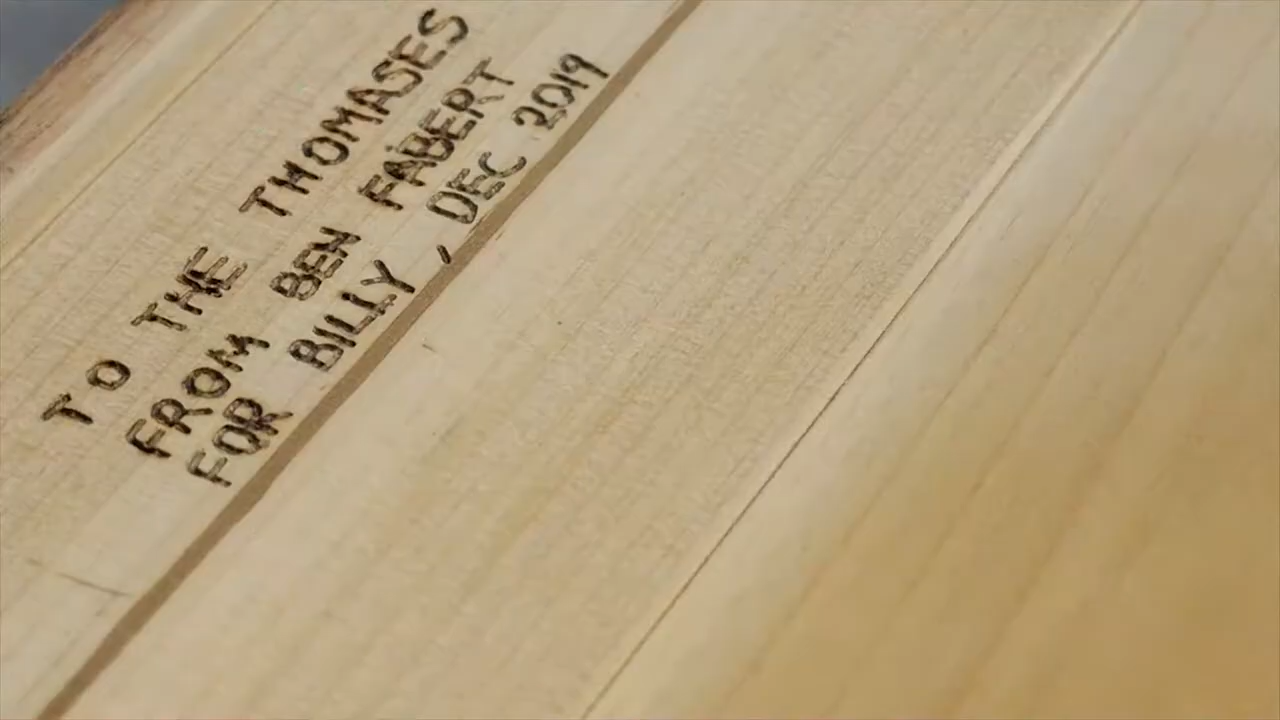 TO THE THOMASES
FROM BEN FABERT
FOR BILLY, DEC 2019